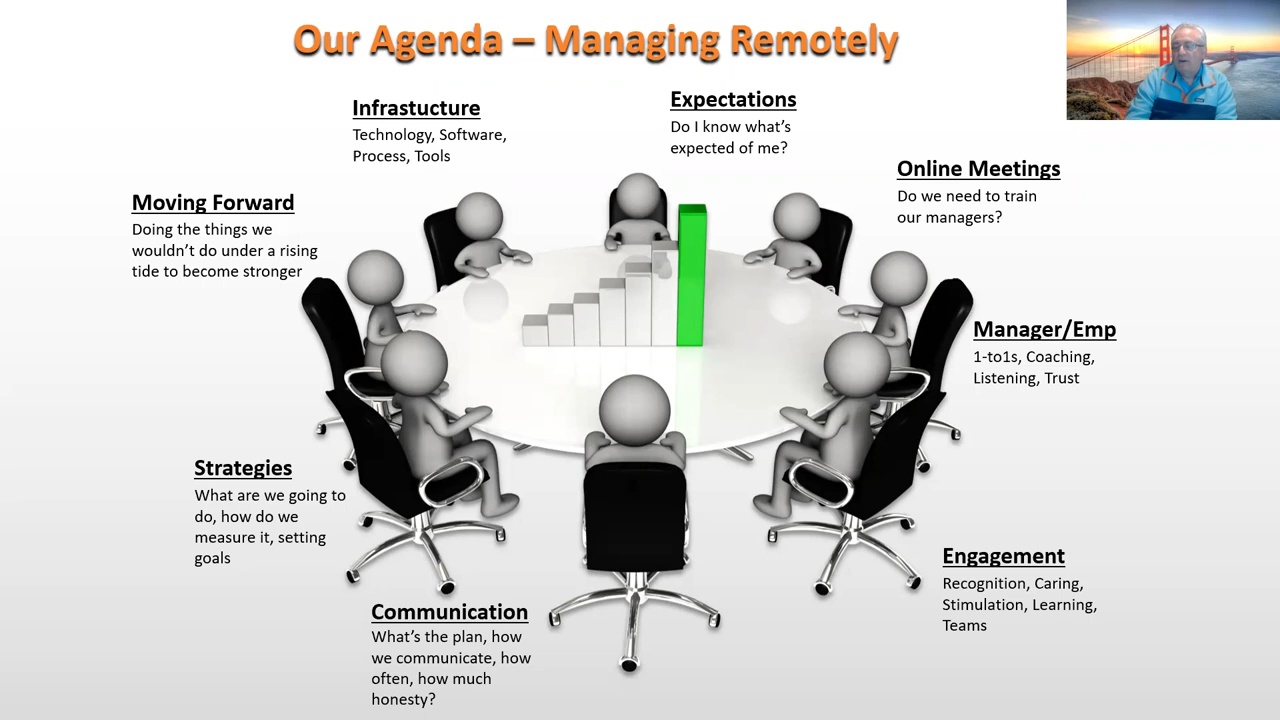 Our Agenda – Managing Remotely
Infrastucture
Technology, Software,
Process, Tools
Expectations
Do I know what's
expected of me?
Online Meetings
Do we need to train
our managers?
Moving Forward
Doing the things we
wouldn't do under a rising
tide to become stronger
Manager/Emp
1-to1s, Coaching,
Listening, Trust
Strategies
What are we going to
do, how do we
measure it, setting
goals
Engagement
Recognition, Caring,
Stimulation, Learning,
Teams
Communication
What's the plan, how
we communicate, how
often, how much
honesty?